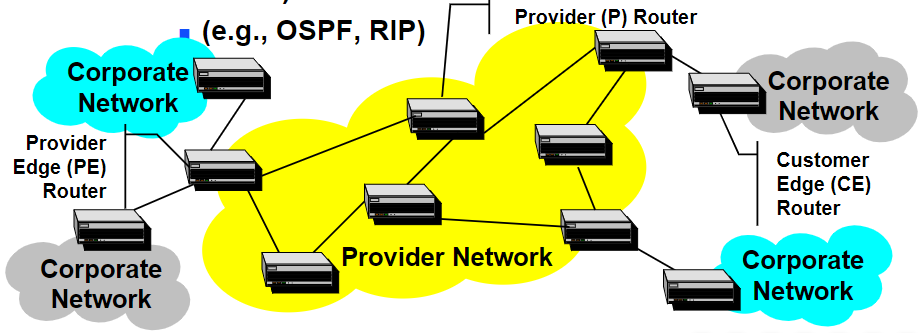 (e.g., OSPF, RIP)
Provider (P) Router
Corporate
Network
Corporate
Network
Provider
Edge (PE)
Router
Customer
Edge (CE)
Router
Provider Network
Corporate
Network
Corporate
Network